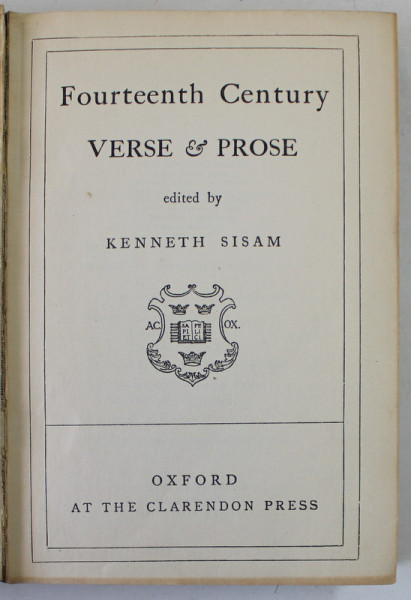 Fourteenth Century
VERSE & PROSE
edited by
KENNETH SISAM
AC. OX.
OXFORD
AT THE CLARENDON PRESS